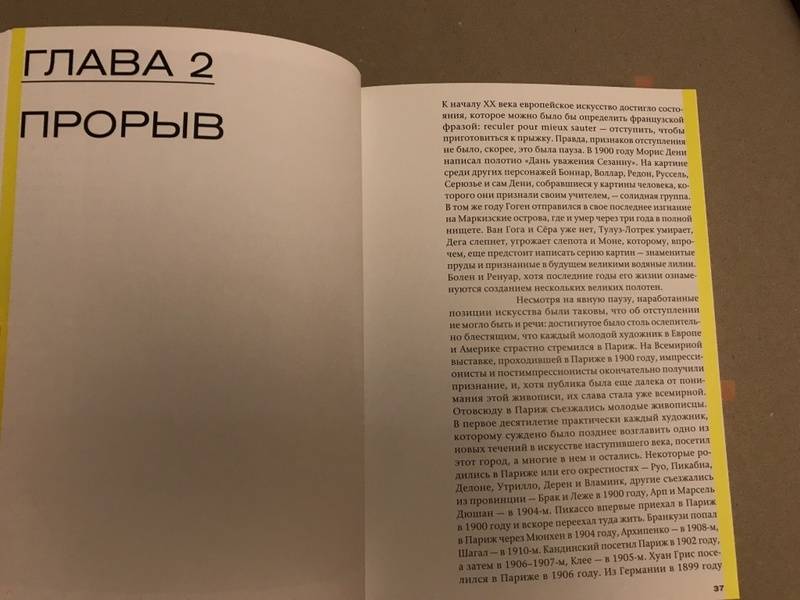 ГЛАВА 2
ПРОРЫВ
К началу XX века европейское искусство достигло состо-
яния, которое можно было бы определить французской
фразой: reculer pour mieux sauter — отступить, чтобы
приготовиться к прыжку. Правда, признаков отступления
не было, скорее, это была пауза. В 1900 году Морис Дени
написал полотно «Дань уважения Сезанну». На картине
среди других персонажей Боннар, Воллар, Редон, Руссель,
Серюзье и сам Дени, собравшиеся у картины человека, ко-
торого они признали своим учителем, — солидная группа.
В том же году Гоген отправился в свое последнее изгнание
на Маркизские острова, где и умер через три года в полной
нищете. Ван Гога и Сёра уже нет, Тулуз-Лотрек умирает,
Дега слепнет, угрожает слепота и Моне, которому, впро-
чем, еще предстоит написать серию картин — знаменитые
пруды и признанные в будущем великими водяные лилии.
Болен и Ренуар, хотя последние годы его жизни ознаме-
нуются созданием нескольких великих полотен.
Несмотря на явную паузу, наработанные
позиции искусства были таковы, что об отступлении
не могло быть и речи: достигнутое было столь ослепитель-
но блестящим, что каждый молодой художник в Европе
и Америке страстно стремился в Париж. На Всемирной
выставке, проходившей в Париже в 1900 году, импресси-
онисты и постимпрессионисты окончательно получили
признание, и, хотя публика была еще далека от пони-
мания этой живописи, их слава стала уже всемирной.
Отовсюду в Париж съезжались молодые живописцы.
В первое десятилетие практически каждый художник,
которому суждено было позднее возглавить одно из
новых течений в искусстве наступившего века, посетил
этот город, а многие в нем и остались. Некоторые ро-
дились в Париже или его окрестностях — Руо, Пикабиа,
Делоне, Утрилло, Дерен и Вламинк, другие съезжались
из провинции — Брак и Леже в 1900 году, Арп и Марсель
Дюшан — в 1904-м. Пикассо впервые приехал в Париж
в 1900 году и вскоре переехал туда жить. Бранкузи попал
в Париж через Мюнхен в 1904 году, Архипенко — в 1908-м,
Шагал — в 1910-м. Кандинский посетил Париж в 1902 году,
а затем в 1906–1907-м, Клее — в 1905-м. Хуан Грис посе-
лился в Париже в 1906 году. Из Германии в 1899 году
37